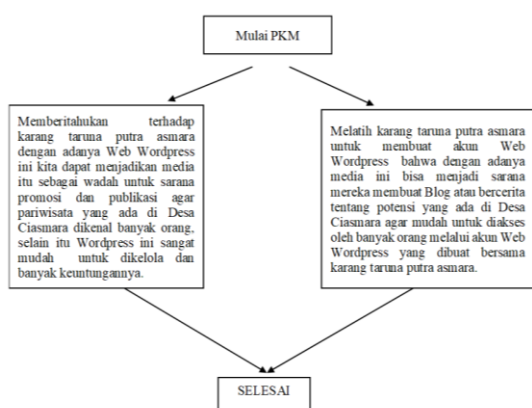 Mulai PKM
Memberitahukan terhadap
karang taruna putra asmara
dengan adanya Web Wordpress
ini kita dapat menjadikan media
itu sebagai wadah untuk sarana
promosi dan publikasi agar
pariwisata yang ada di Desa
Ciasmara dikenal banyak orang,
selain itu Wordpress ini sangat
mudah untuk dikelola dan
banyak keuntungannya.
Melatih karang taruna putra asmara
untuk membuat akun Web
Wordpress bahwa dengan adanya
media ini bisa menjadi sarana
mereka membuat Blog atau bercerita
tentang potensi yang ada di Desa
Ciasmara agar mudah untuk diakses
oleh banyak orang melalui akun Web
Wordpress yang dibuat bersama
karang taruna putra asmara.
SELESAI